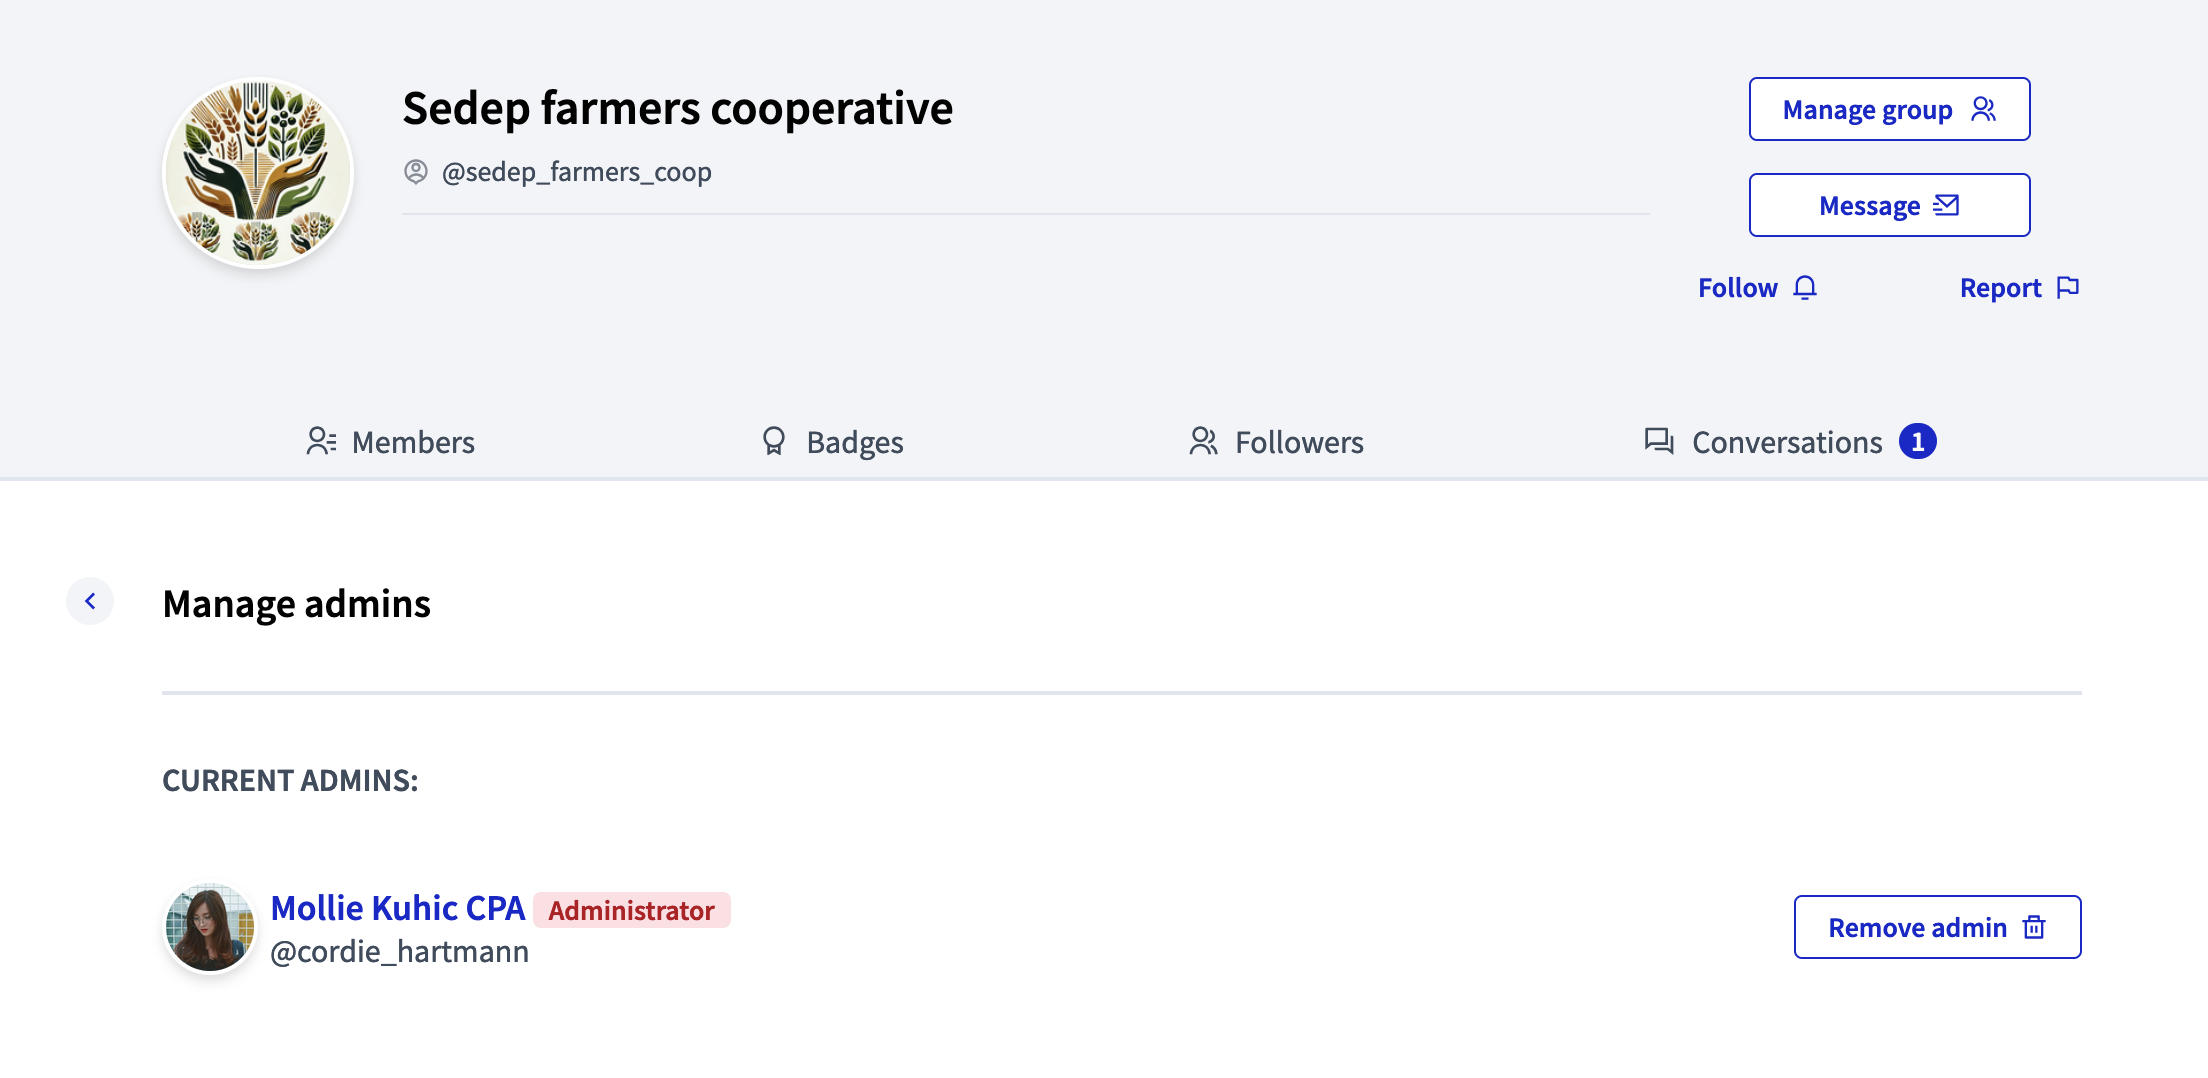 Sedep farmers cooperative
@sedep_farmers_coop
Manage group
Message
Follow
Report
Members
Badges
Followers
Conversations 1
Manage admins
CURRENT ADMINS:
Mollie Kuhic CPA Administrator
@cordie_hartmann
Remove admin